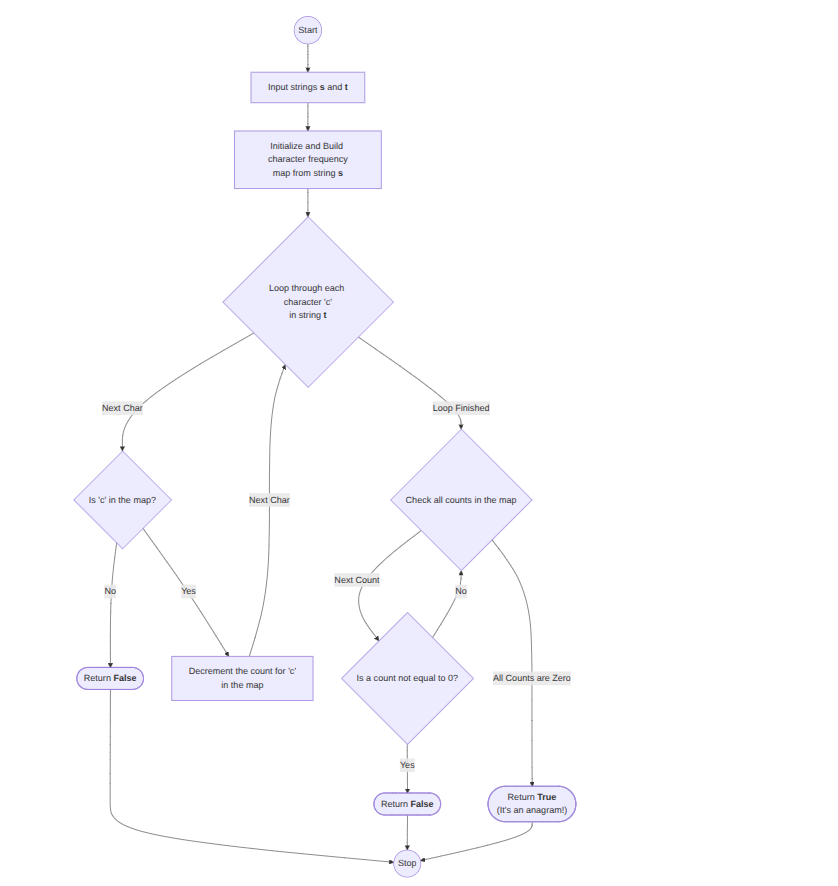 Start
Input strings s and t
Initialize and Build
character frequency
map from string s
Loop through each
character 'c'
in string t
Next Char
Loop Finished
Is 'c' in the map?
Next Char
Check all counts in the map
Next Count
No
Yes
No
Return False
Decrement the count for 'c'
in the map
Is a count not equal to 0?
All Counts are Zero
Yes
Return False
Return True
(It's an anagram!)
Stop